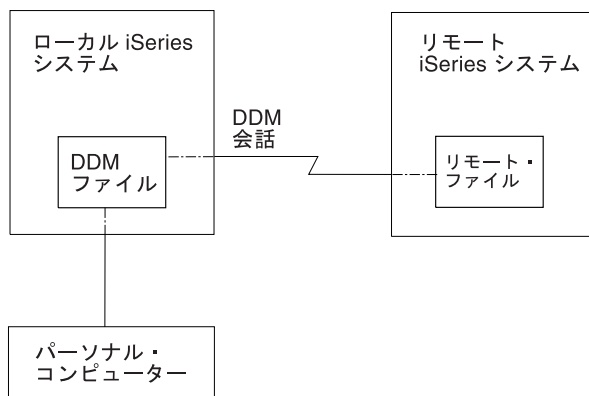 ローカル iSeries
システム
リモート
iSeries システム
DDM
会話
DDM
ファイル
リモート・
ファイル
パーソナル・
コンピューター